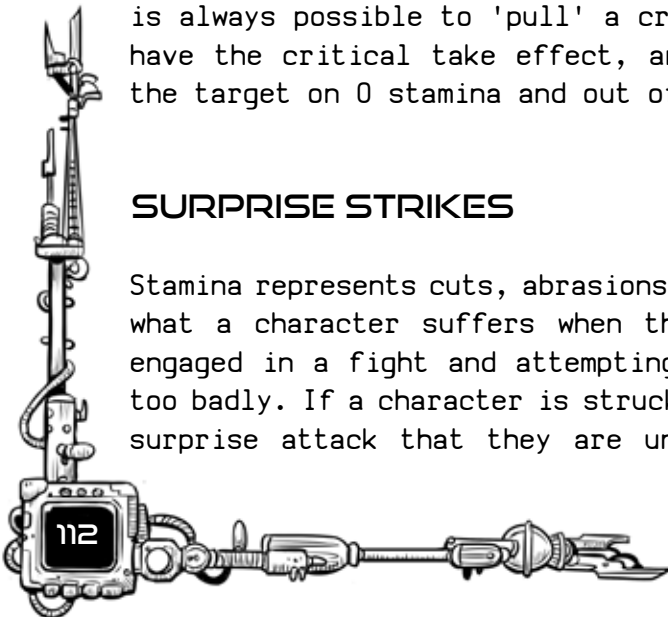 is always possible to 'pull' a cr
have the critical take effect, an
the target on 0 stamina and out of
SURPRISE STRIKES
Stamina represents cuts, abrasions
what a character suffers when th
engaged in a fight and attempting
too badly. If a character is struck
surprise attack that they are un
112